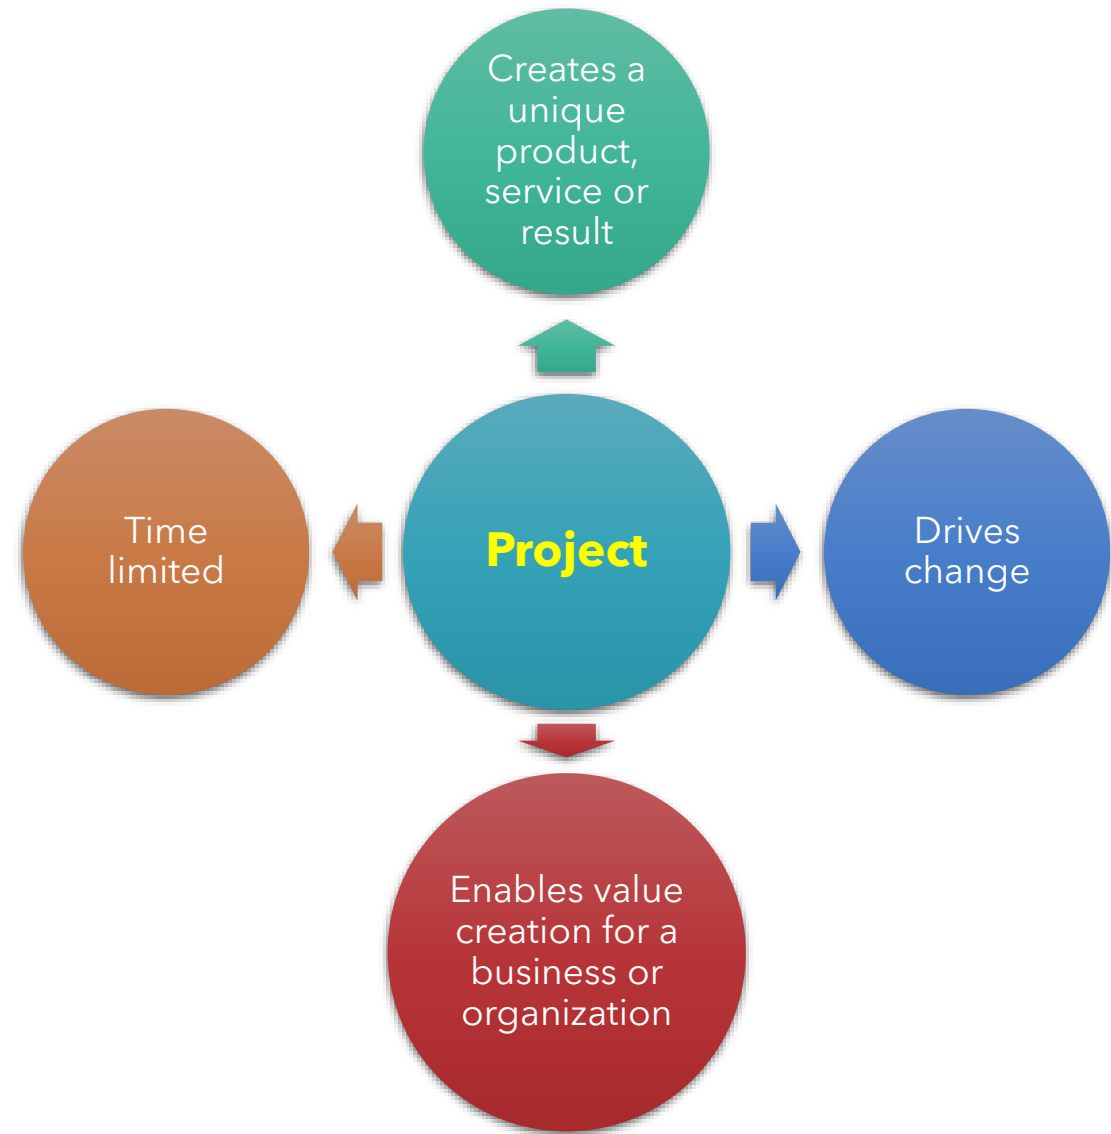 Creates a
unique
product,
service or
result
Time
limited
Project
Drives
change
Enables value
creation for a
business or
organization